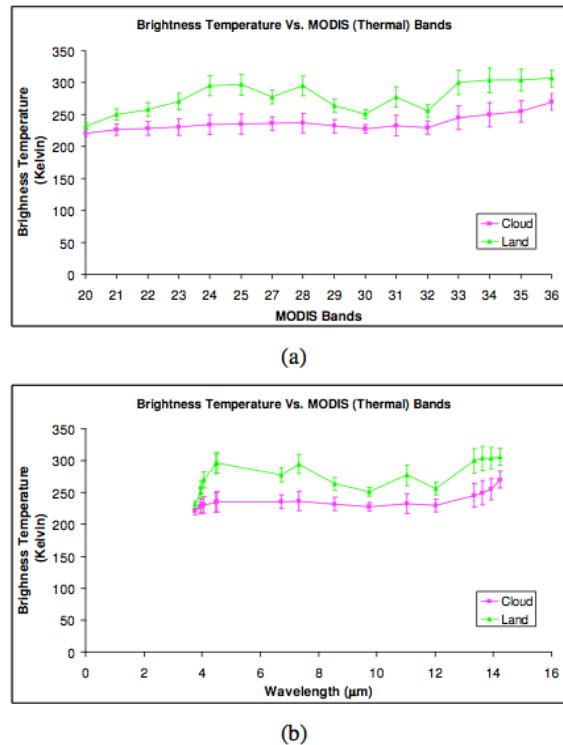 Brightness Temperature Vs. MODIS (Thermal) Bands
350
300
250
200
150
100
50
0
Brighness Temperature
(Kelvin)
Cloud
Land
20 21 22 23 24 25 27 28 29 30 31 32 33 34 35 36
MODIS Bands
(a)
Brightness Temperature Vs. MODIS (Thermal) Bands
350
300
250
200
150
100
50
0
Brighness Temperature
(Kelvin)
Cloud
Land
0 2 4 6 8 10 12 14 16
Wavelength (μm)
(b)